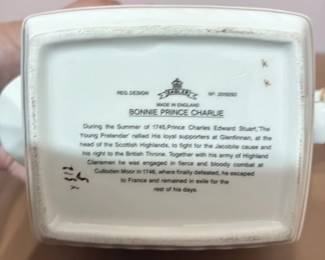 SADLER
REG. DESIGN Nº. 2019293
MADE IN ENGLAND
BONNIE PRINCE CHARLIE
During the Summer of 1745,Prince Charles Edward Stuart,'The
Young Pretender' rallied His loyal supporters at Glenfinnan, at the
head of the Scottish Highlands, to fight for the Jacobite cause and
his right to the British Throne. Together with his army of Highland
Clansmen he was engaged in fierce and bloody combat at
Culloden Moor in 1746, where finally defeated, he escaped
to France and remained in exile for the
rest of his days.